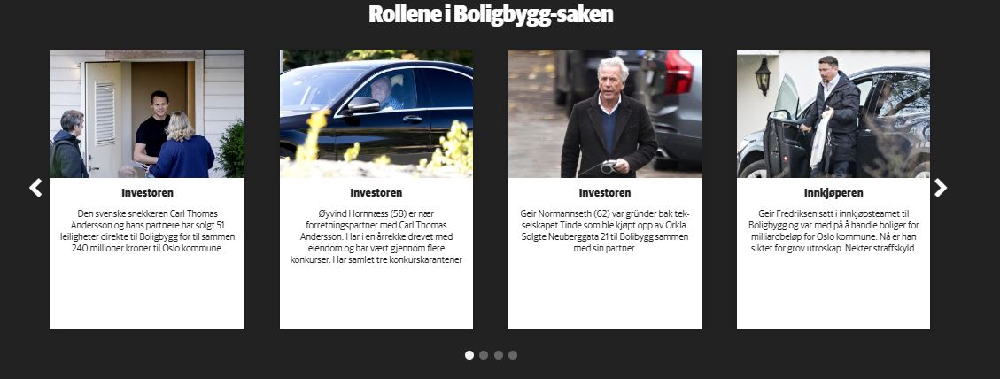 Rollene i Boligbygg-saken
Investoren
Den svenske snekkeren Carl Thomas
Andersson og hans partnere har solgt 51
leiligheter direkte til Boligbygg for til sammen
240 millioner kroner til Oslo kommune.
Investoren
Øyvind Hornnæss (58) er nær
forretningspartner med Carl Thomas
Andersson. Har i en årrekke drevet med
eiendom og har vært gjennom flere
konkurser. Har samlet tre konkurskarantener
Investoren
Geir Normannseth (62) var gründer bak tek-
selskapet Tinde som ble kjøpt opp av Orkla.
Solgte Neuberggata 21 til Bolibygg sammen
med sin partner.
Innkjøperen
Geir Fredriksen satt i innkjøpsteamet til
Boligbygg og var med på å handle boliger for
milliardbeløp for Oslo kommune. Nå er han
siktet for grov utroskap. Nekter straffskyld.